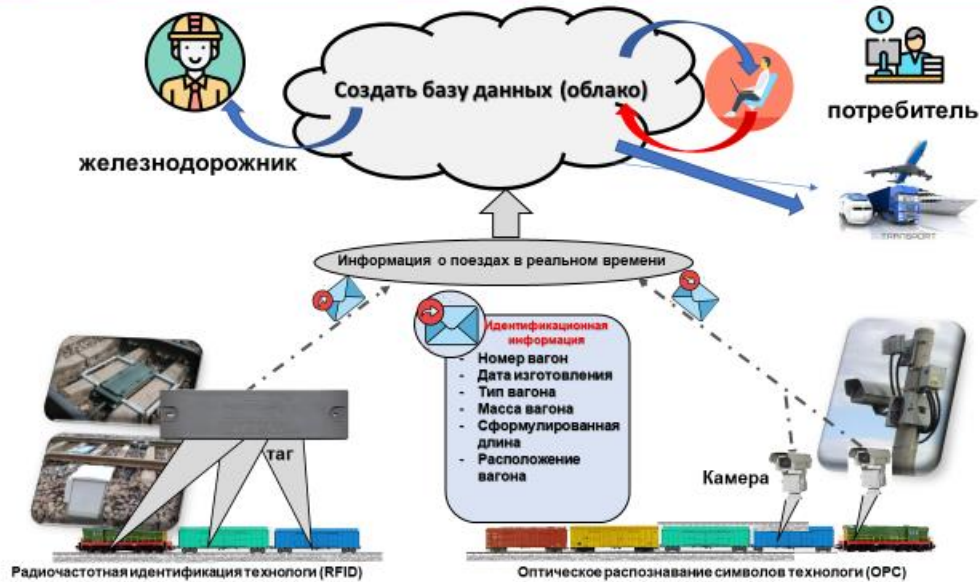 Создать базу данных (облако)
потребитель
железнодорожник
TRANSPORT
Информация о поездах в реальном времени
Идентификационная
информация
- Номер вагон
- Дата изготовления
- Тип вагона
- Масса вагона
- Сформулированная
длина
- Расположение
вагона
таг
Камера
Радиочастотная идентификация технологи (RFID)
Оптическое распознавание символов технологи (ОРС)